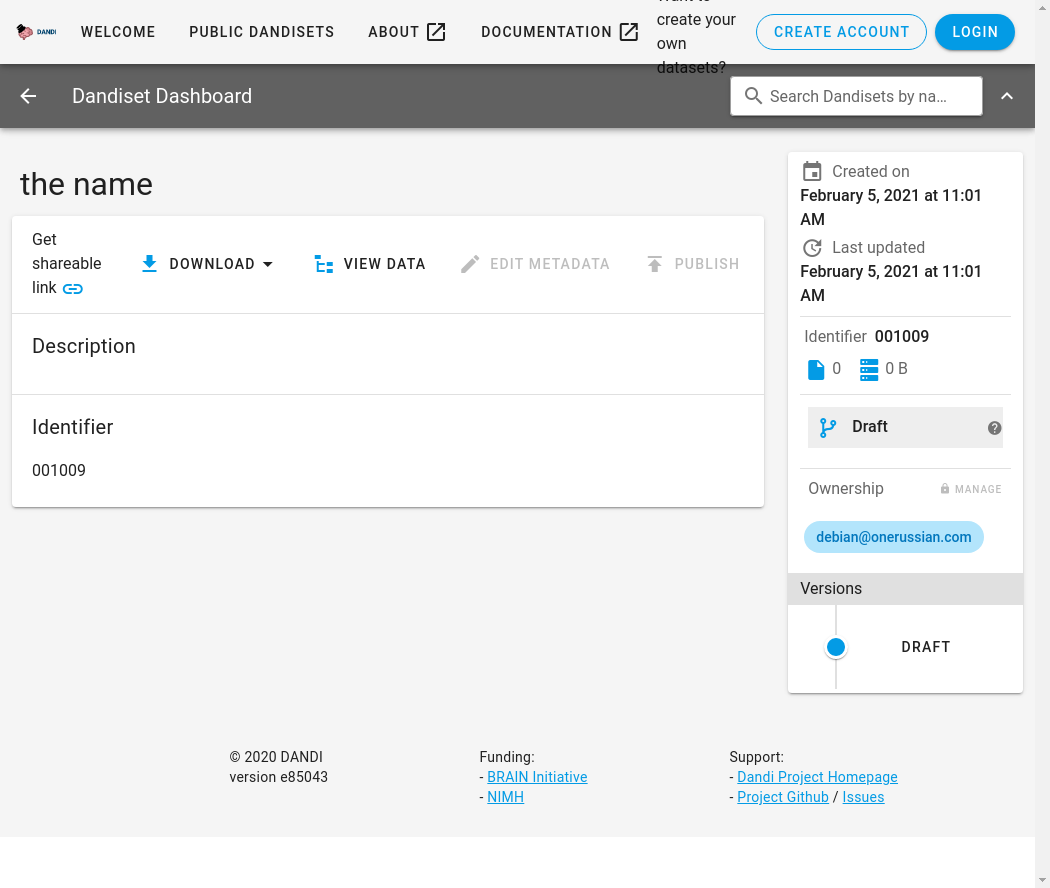 DANDI
WELCOME
PUBLIC DANDISETS
ABOUT
DOCUMENTATION
Want to
create your
own
datasets?
CREATE ACCOUNT
LOGIN
Dandiset Dashboard
Search Dandisets by na…
the name
Get
shareable
link
DOWNLOAD
VIEW DATA
EDIT METADATA
PUBLISH
Description
Identifier
001009
Created on
February 5, 2021 at 11:01
AM
Last updated
February 5, 2021 at 11:01
AM
Identifier 001009
0
0 B
Draft
?
Ownership
MANAGE
debian@onerussian.com
Versions
DRAFT
© 2020 DANDI
version e85043
Funding:
- BRAIN Initiative
- NIMH
Support:
- Dandi Project Homepage
- Project Github / Issues